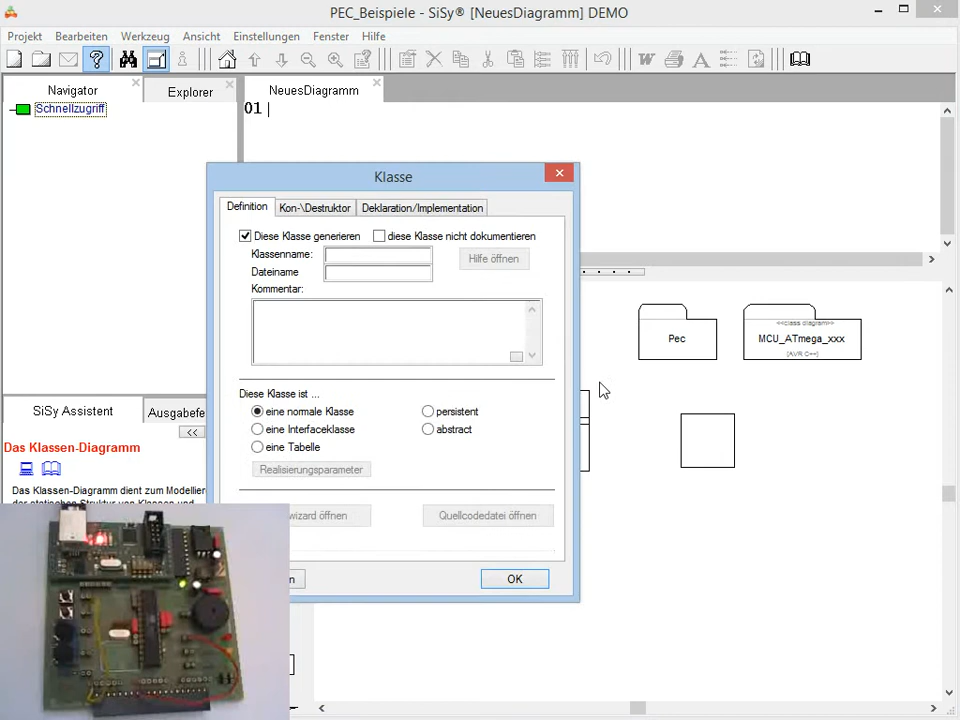 PEC_Beispiele - SiSy® [NeuesDiagramm] DEMO
Projekt Bearbeiten Werkzeug Ansicht Einstellungen Fenster Hilfe
Navigator
Explorer
NeuesDiagramm
Schnellzugriff
01
Klasse
Definition
Kon-\Destruktor
Deklaration/Implementation
Diese Klasse generieren
diese Klasse nicht dokumentieren
Klassenname:
Hilfe öffnen
Dateiname
Kommentar:
Diese Klasse ist ...
eine normale Klasse
persistent
eine Interfaceklasse
abstract
eine Tabelle
Realisierungsparameter
wizard öffnen
Quellcodedatei öffnen
OK
Pec
<<class diagram>>
MCU_ATmega_xxx
[AVR C++]
SiSy Assistent
Ausgabefe
<<
Das Klassen-Diagramm
Das Klassen-Diagramm dient zum Modellier